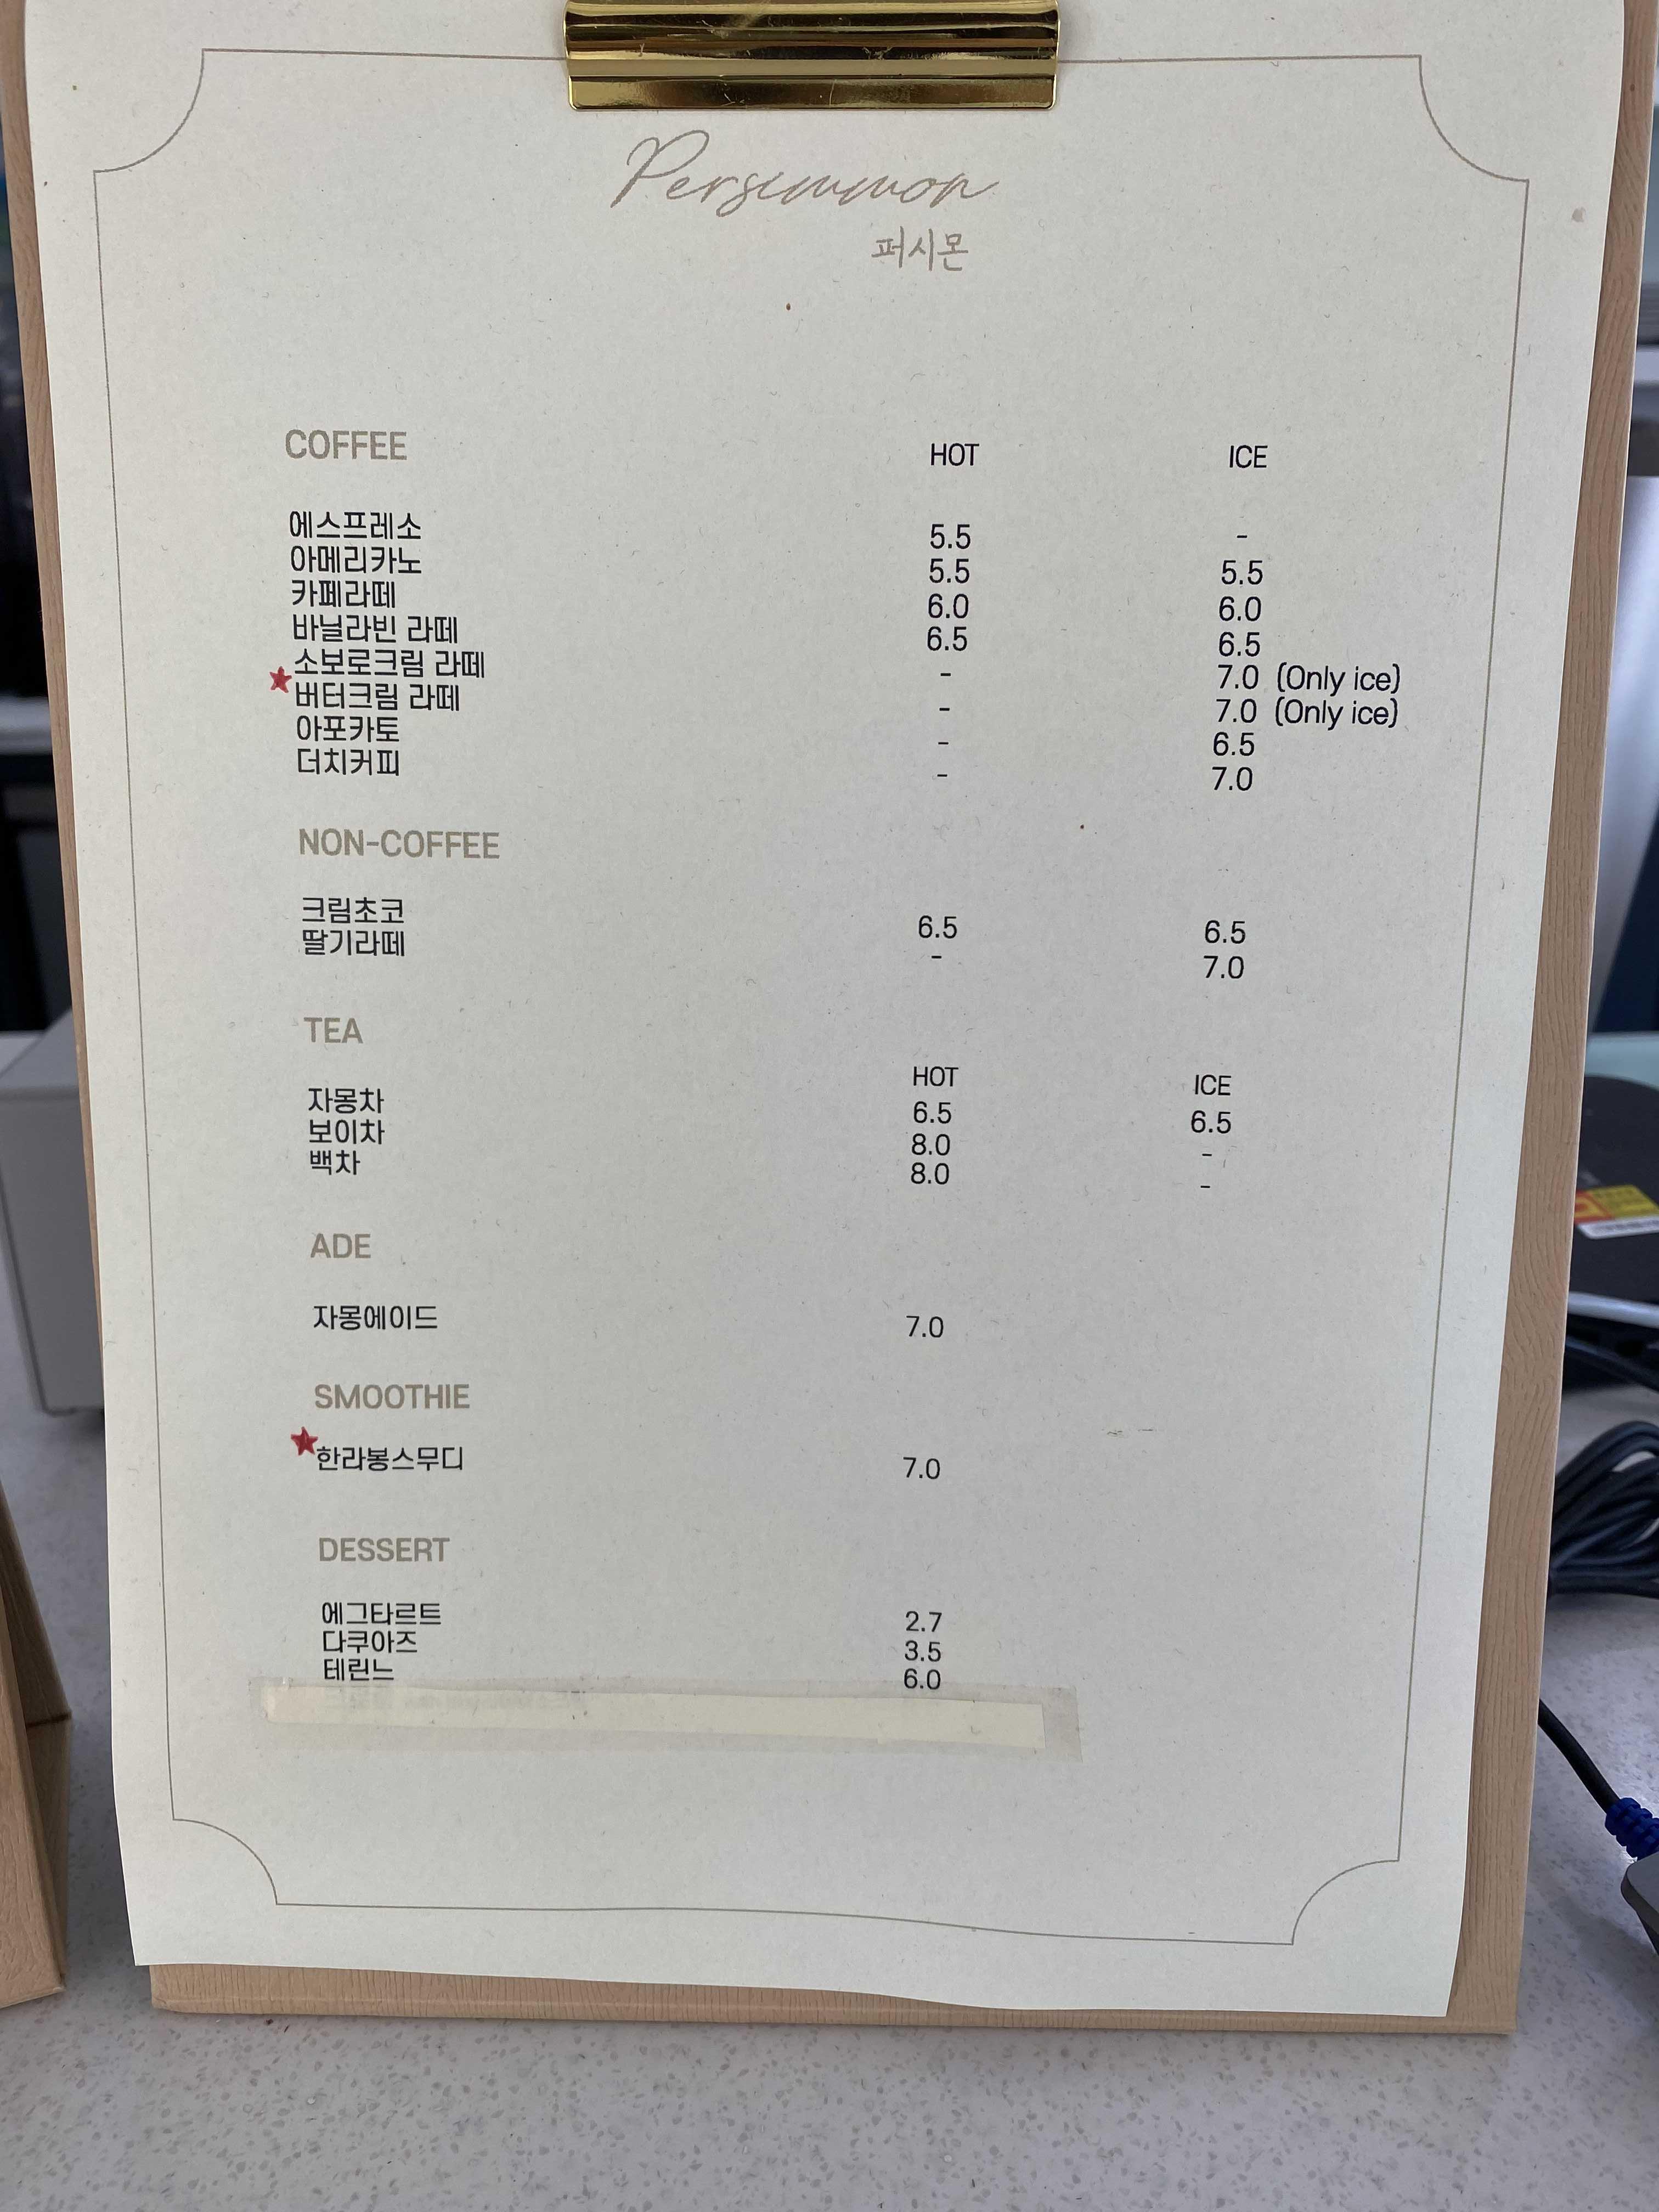 Persimmon
퍼시몬
COFFEE HOT ICE
에스프레소 5.5 -
아메리카노 5.5 5.5
카페라떼 6.0 6.0
바닐라빈 라떼 6.5 6.5
소보로크림 라떼 - 7.0 (Only ice)
버터크림 라떼 - 7.0 (Only ice)
아포카토 - 6.5
더치커피 - 7.0
NON-COFFEE
크림초코 6.5 6.5
딸기라떼 - 7.0
TEA
HOT ICE
자몽차 6.5 6.5
보이차 8.0 -
백차 8.0 -
ADE
자몽에이드 7.0
SMOOTHIE
한라봉스무디 7.0
DESSERT
에그타르트 2.7
다쿠아즈 3.5
테린느 6.0